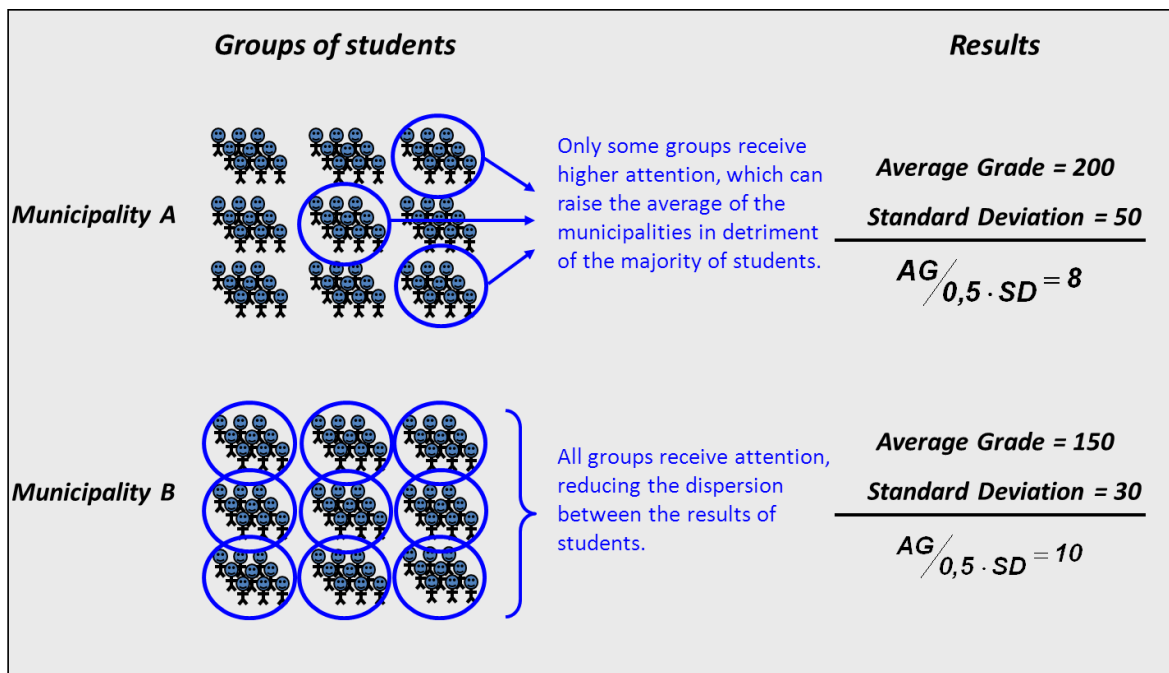 Groups of students
Results
Municipality A
Only some groups receive
higher attention, which can
raise the average of the
municipalities in detriment
of the majority of students.
Average Grade = 200
Standard Deviation = 50
AG/0,5 · SD = 8
Municipality B
All groups receive attention,
reducing the dispersion
between the results of
students.
Average Grade = 150
Standard Deviation = 30
AG/0,5 · SD = 10